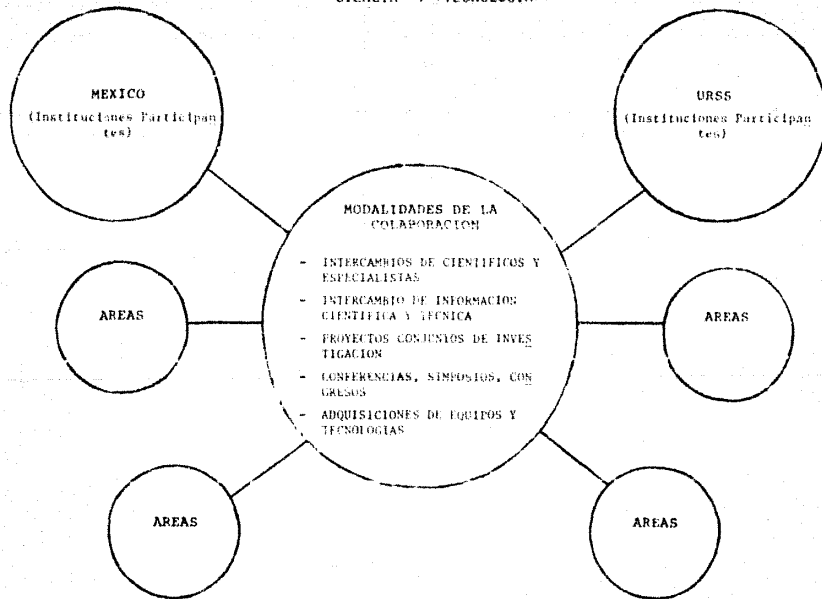 CIENCIA Y TECNOLOGIA
MEXICO
(Instituciones Participan
tes)
URSS
(Instituciones Participan
tes)
MODALIDADES DE LA
COLABORACION
- INTERCAMBIOS DE CIENTIFICOS Y
ESPECIALISTAS
- INTERCAMBIO DE INFORMACION
CIENTIFICA Y TECNICA
- PROYECTOS CONJUNTOS DE INVES
TIGACION
- CONFERENCIAS, SIMPOSIOS, CON
GRESOS
- ADQUISICIONES DE EQUIPOS Y
TECNOLOGIAS
AREAS
AREAS
AREAS
AREAS